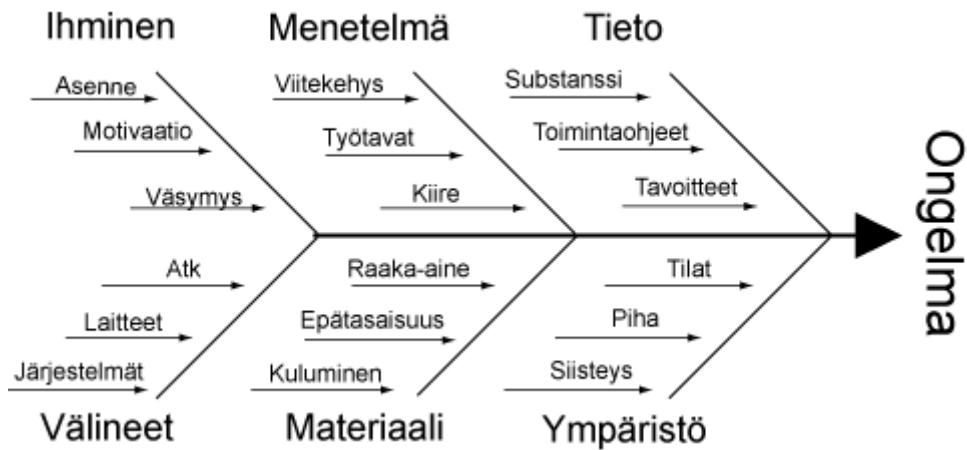 Ihminen
Menetelmä
Tieto
Asenne
Motivaatio
Väsymys
Viitekehys
Työtavat
Kiire
Substanssi
Toimintaohjeet
Tavoitteet
Ongelma
Atk
Laitteet
Järjestelmät
Raaka-aine
Epätasaisuus
Kuluminen
Tilat
Piha
Siisteys
Välineet
Materiaali
Ympäristö